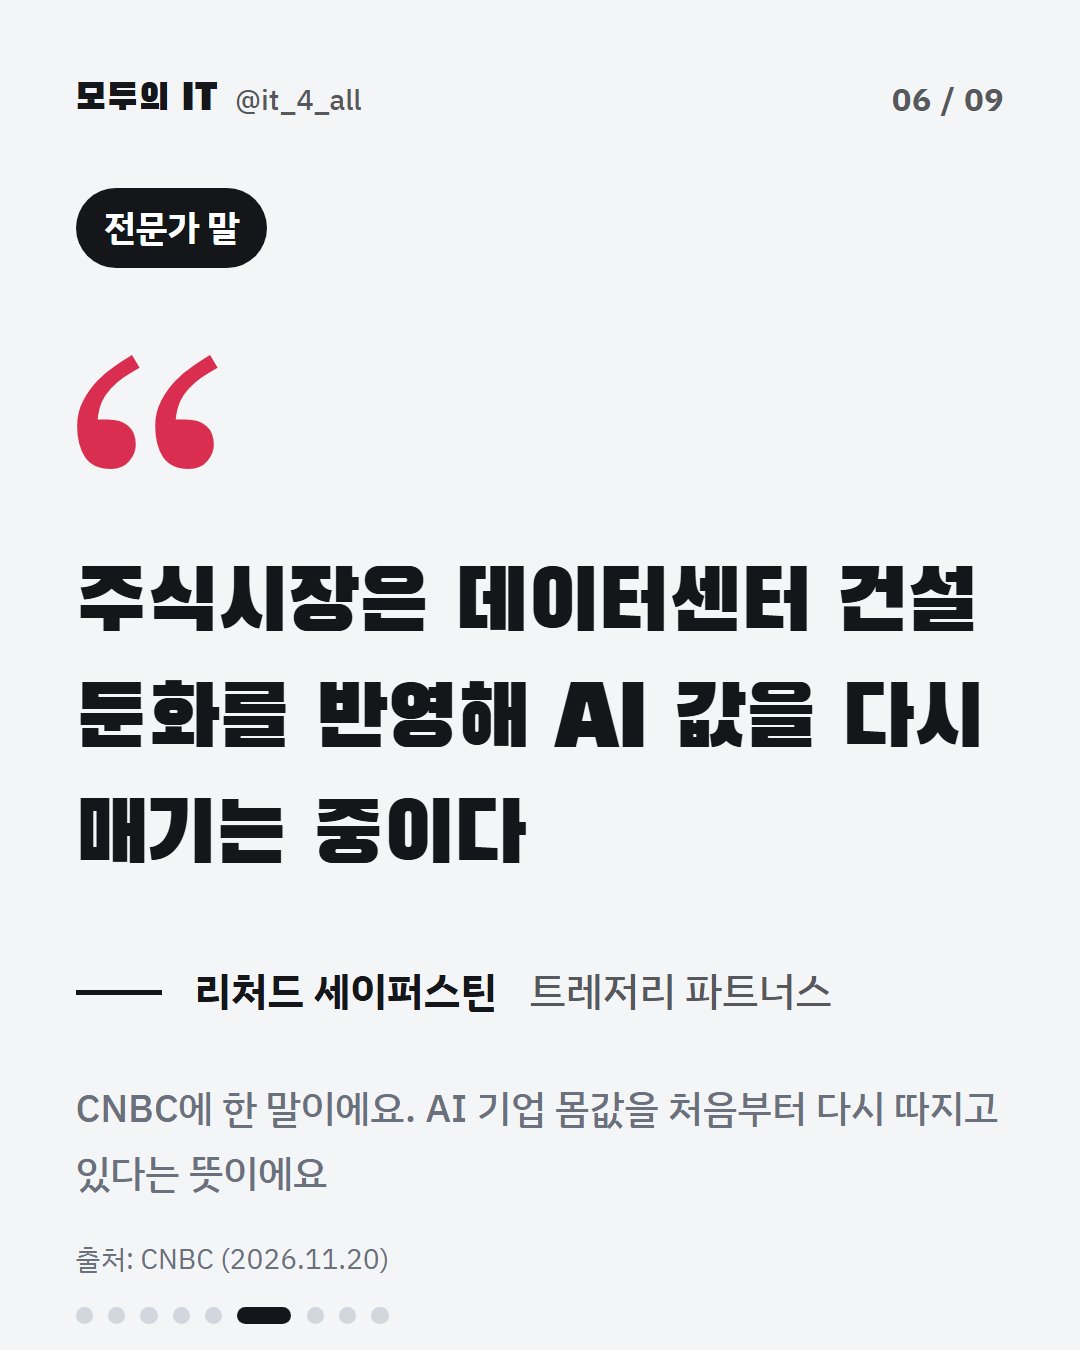 모두의 IT @it_4_all
06 / 09
전문가 말
“
주식시장은 데이터센터 건설
둔화를 반영해 AI 값을 다시
매기는 중이다
— 리처드 세이퍼스틴 트레저리 파트너스
CNBC에 한 말이에요. AI 기업 몸값을 처음부터 다시 따지고
있다는 뜻이에요
출처: CNBC (2026.11.20)